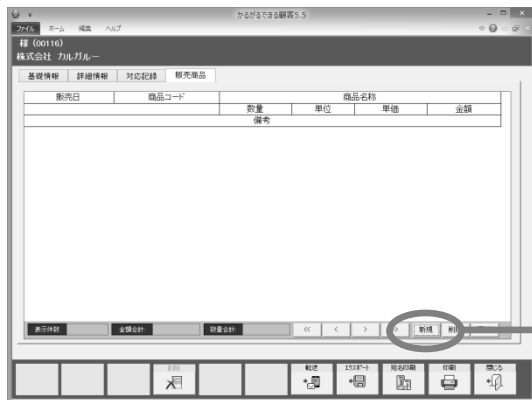 かるがるできる顧客5.5
ファイル ホーム 編集 ヘルプ
様 (00116)
株式会社 カルガルー
基礎情報 詳細情報 対応記録 販売商品
販売日 商品コード 商品名称
数量 単位 単価 金額
備考
表示件数 金額合計: 数量合計: << < > > 新規 削
削除 転送 エクスポート 宛名印刷 印刷 閉じる